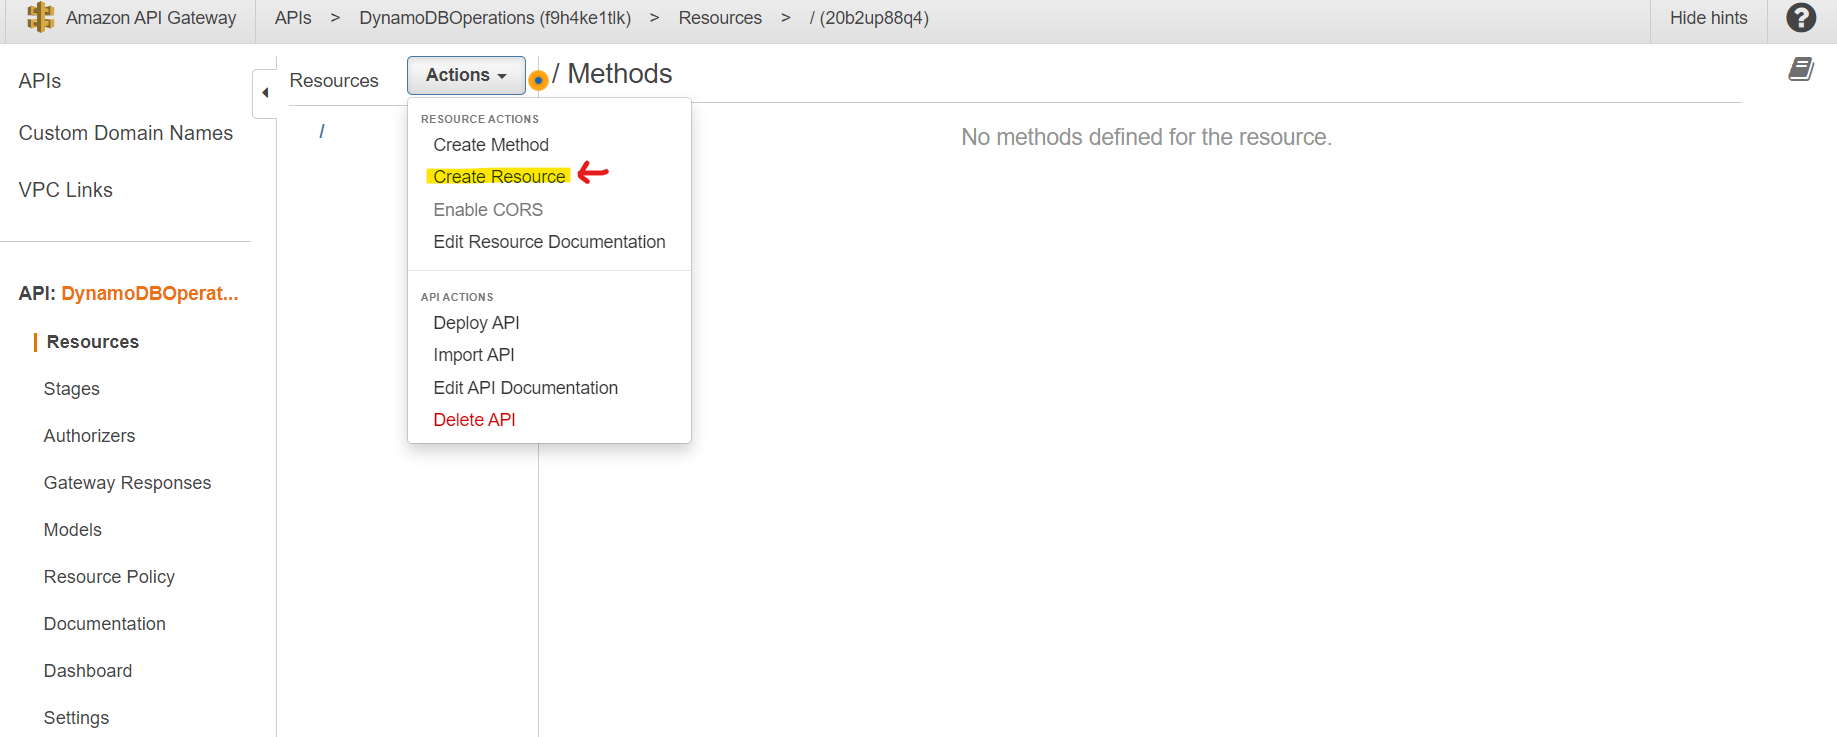 Amazon API Gateway
APIs > DynamoDBOperations (f9h4ke1tlk) > Resources > / (20b2up88q4)
Hide hints
?
APIs
Custom Domain Names
VPC Links
API: DynamoDBOperat...
Resources
Stages
Authorizers
Gateway Responses
Models
Resource Policy
Documentation
Dashboard
Settings
Resources
Actions
/
RESOURCE ACTIONS
Create Method
Create Resource
Enable CORS
Edit Resource Documentation
API ACTIONS
Deploy API
Import API
Edit API Documentation
Delete API
/ Methods
No methods defined for the resource.